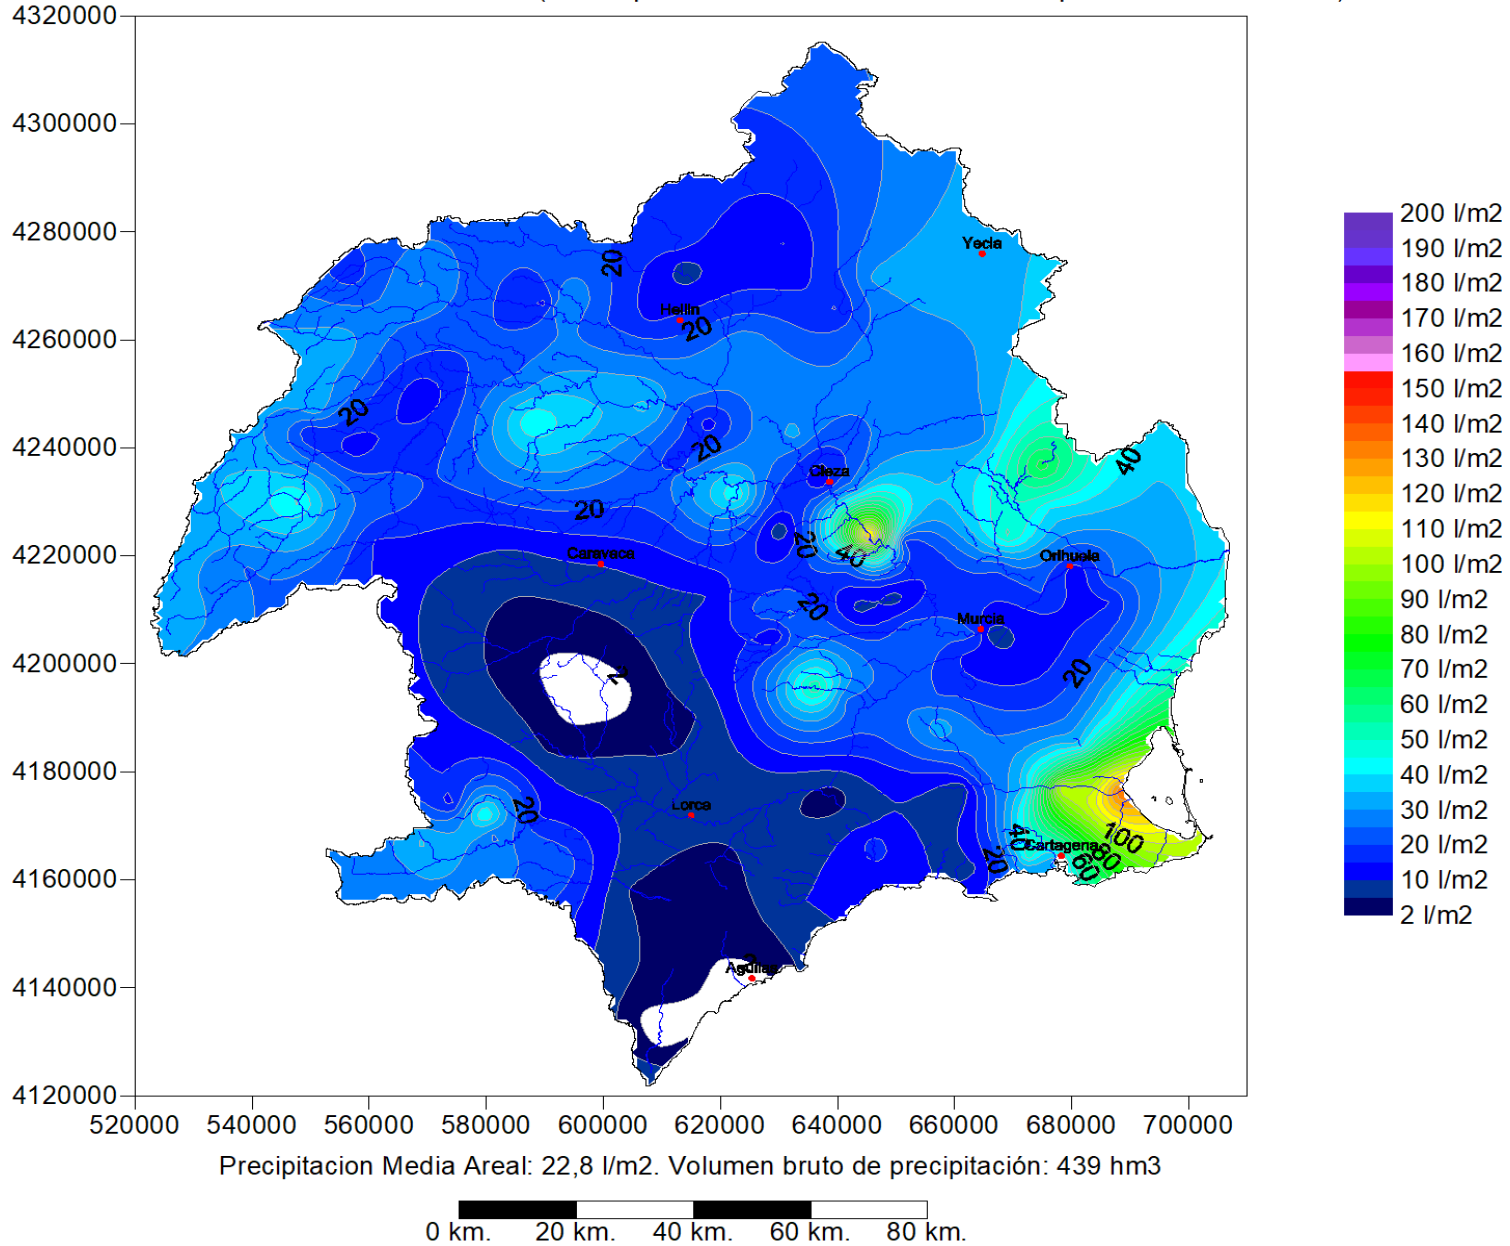 4320000
4300000
4280000
4260000
4240000
4220000
4200000
4180000
4160000
4140000
4120000
520000 540000 560000 580000 600000 620000 640000 660000 680000 700000
Yecla
20
Hellin
20
20
20
40
Cieza
20
20
40
Caravaca
Orihuela
20
Murcia
2
20
Lorca
20
40
100
80
60
Cartagena
20
Aguilas
200 l/m2
190 l/m2
180 l/m2
170 l/m2
160 l/m2
150 l/m2
140 l/m2
130 l/m2
120 l/m2
110 l/m2
100 l/m2
90 l/m2
80 l/m2
70 l/m2
60 l/m2
50 l/m2
40 l/m2
30 l/m2
20 l/m2
10 l/m2
2 l/m2
Precipitacion Media Areal: 22,8 l/m2. Volumen bruto de precipitación: 439 hm3
0 km. 20 km. 40 km. 60 km. 80 km.